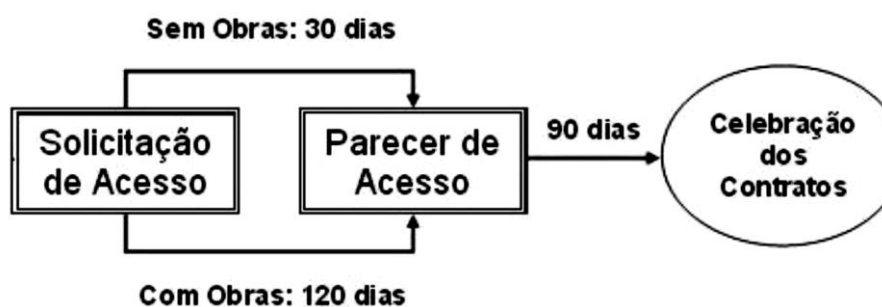 Sem Obras: 30 dias
Solicitação
de Acesso
Parecer de
Acesso
90 dias
Celebração
dos
Contratos
Com Obras: 120 dias